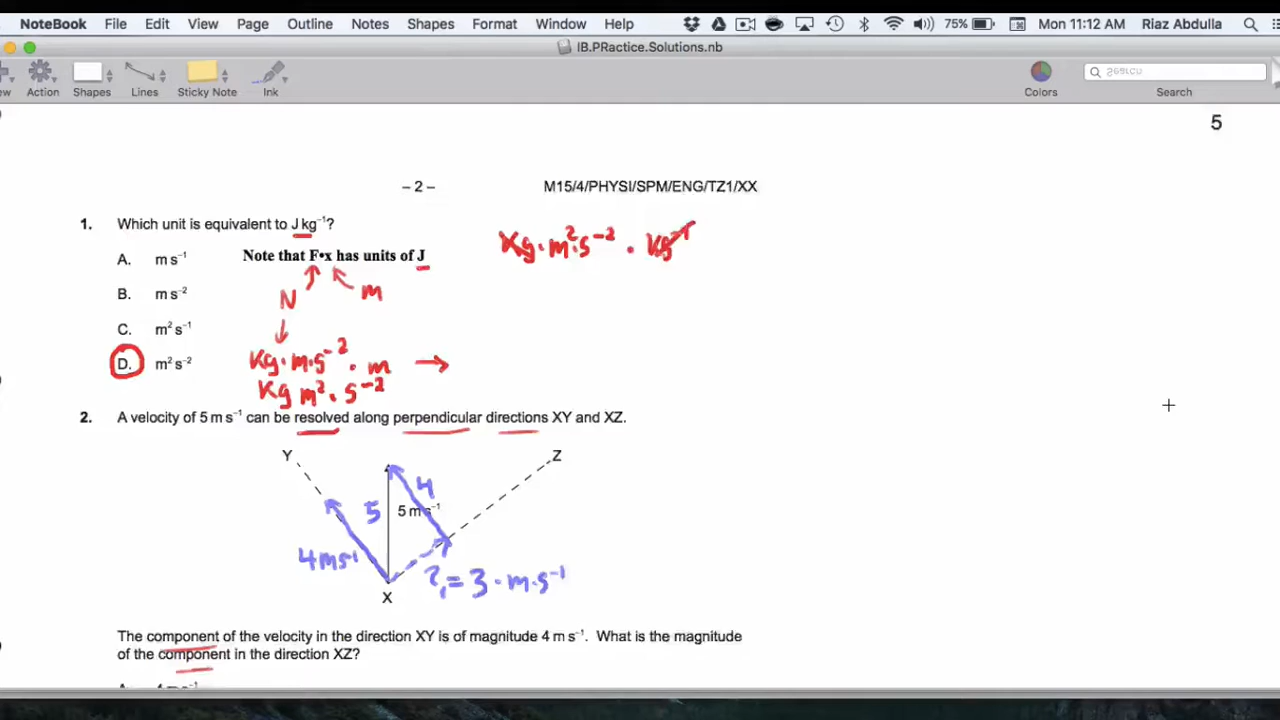 NoteBook File Edit View Page Outline Notes Shapes Format Window Help 75% Mon 11:12 AM Riaz Abdulla
IB.PRactice.Solutions.nb
Action Shapes Lines Sticky Note Ink Colors Search
5
– 2 – M15/4/PHYSI/SPM/ENG/TZ1/XX
1. Which unit is equivalent to J kg⁻¹?
Kg·m²·s⁻² · Kg⁻¹
A. m s⁻¹
Note that F•x has units of J
B. m s⁻²
N m
C. m² s⁻¹
D. m² s⁻²
Kg·m·s⁻² · m →
Kg m²·s⁻²
2. A velocity of 5 m s⁻¹ can be resolved along perpendicular directions XY and XZ.
Y Z
4
5 5 m s⁻¹
4ms⁻¹
?, = 3·m·s⁻¹
X
The component of the velocity in the direction XY is of magnitude 4 m s⁻¹. What is the magnitude
of the component in the direction XZ?